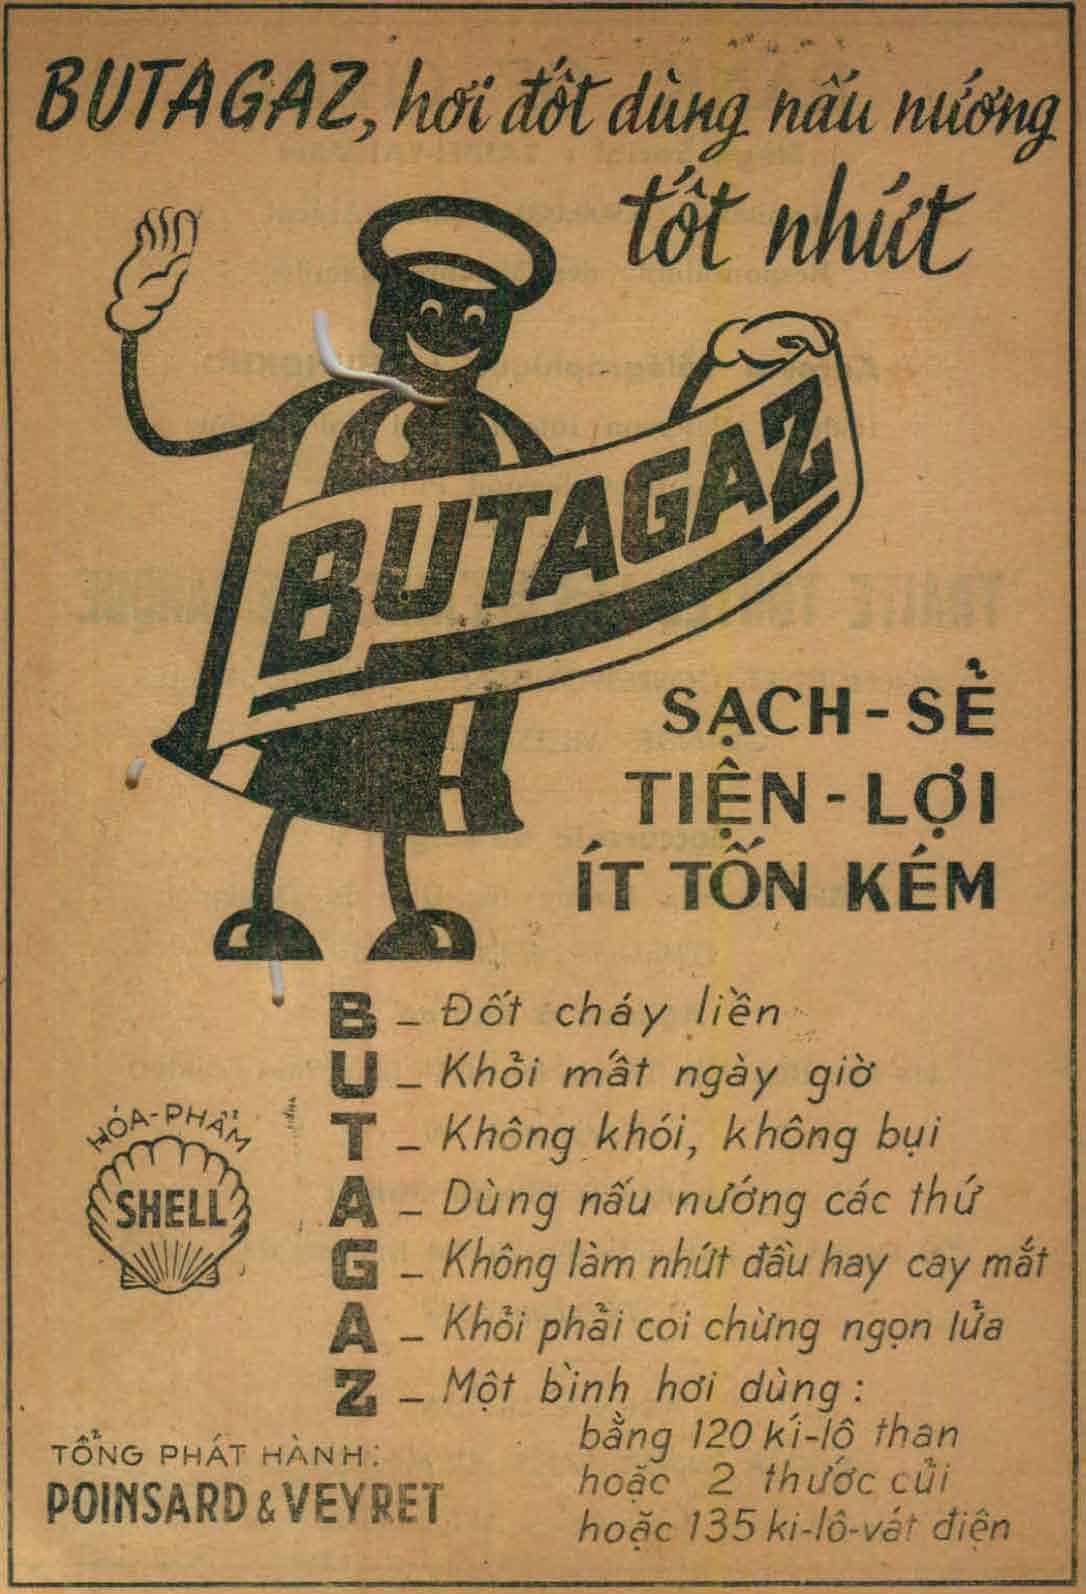 BUTAGAZ, hơi đốt dùng nấu nướng
tốt nhứt
BUTAGAZ
SẠCH-SẺ
TIỆN-LỢI
ÍT TỐN KÉM
B – Đốt cháy liền
U – Khỏi mất ngày giờ
T – Không khói, không bụi
A – Dùng nấu nướng các thứ
G – Không làm nhứt đầu hay cay mắt
A – Khỏi phải coi chừng ngọn lửa
Z – Một bình hơi dùng:
bằng 120 kí-lô than
hoặc 2 thước củi
hoặc 135 ki-lô-vát điện
HÓA-PHẨM
SHELL
TỔNG PHÁT HÀNH:
POINSARD & VEYRET